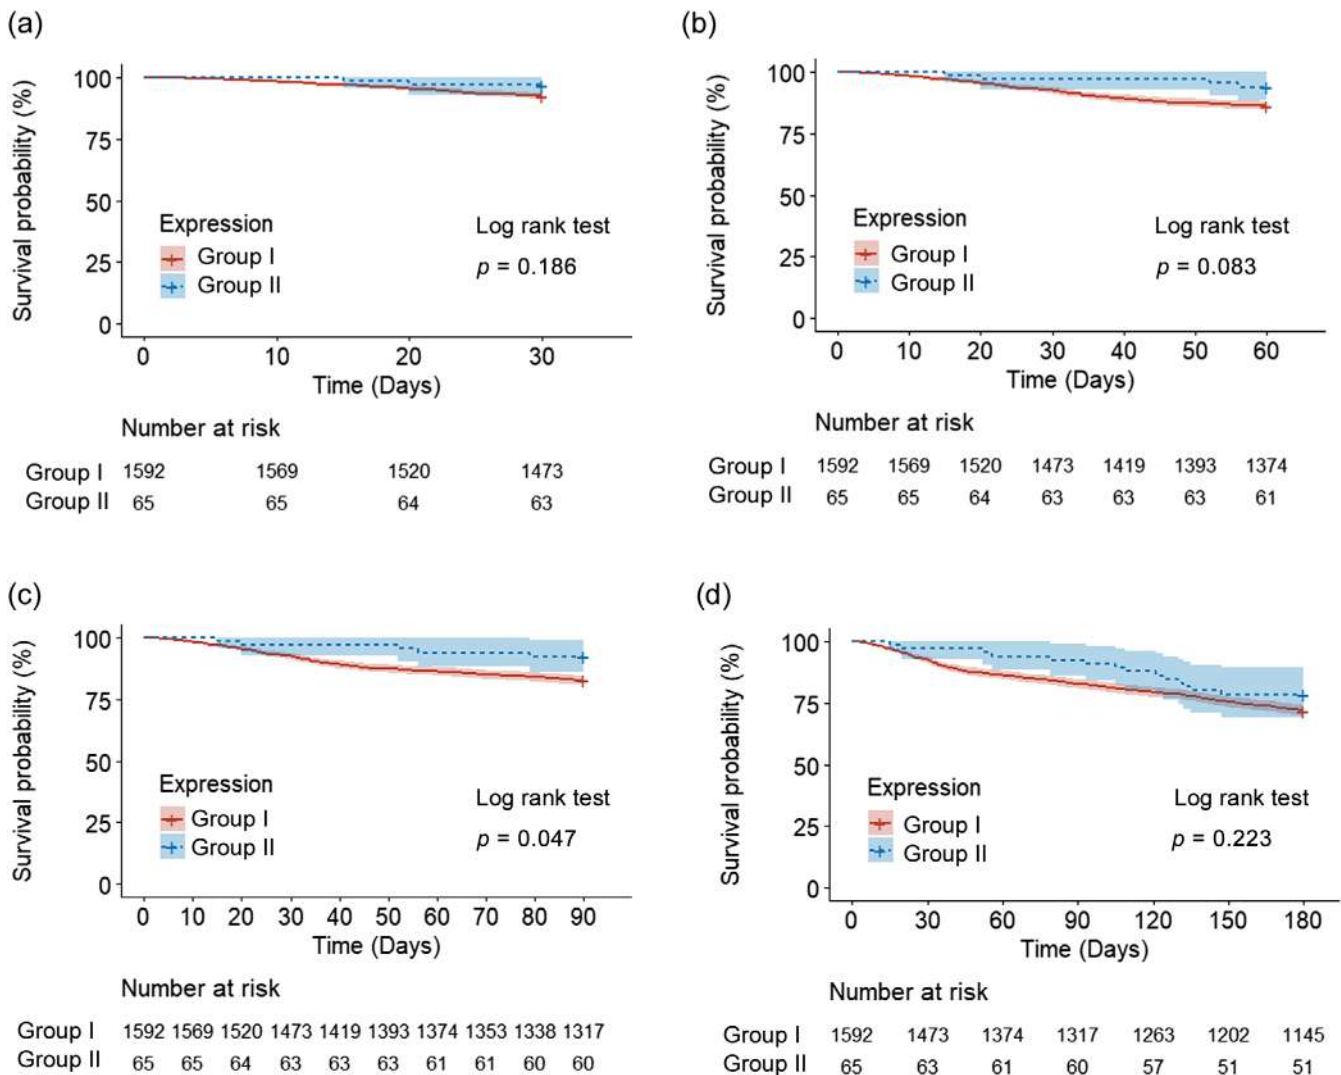 (a)
Survival probability (%)
100
75
50
25
0
Expression
Group I
Group II
Log rank test
p = 0.186
0 10 20 30
Time (Days)
Number at risk
Group I 1592 1569 1520 1473
Group II 65 65 64 63
(b)
Survival probability (%)
100
75
50
25
0
Expression
Group I
Group II
Log rank test
p = 0.083
0 10 20 30 40 50 60
Time (Days)
Number at risk
Group I 1592 1569 1520 1473 1419 1393 1374
Group II 65 65 64 63 63 63 61
(c)
Survival probability (%)
100
75
50
25
0
Expression
Group I
Group II
Log rank test
p = 0.047
0 10 20 30 40 50 60 70 80 90
Time (Days)
Number at risk
Group I 1592 1569 1520 1473 1419 1393 1374 1353 1338 1317
Group II 65 65 64 63 63 63 61 61 60 60
(d)
Survival probability (%)
100
75
50
25
0
Expression
Group I
Group II
Log rank test
p = 0.223
0 30 60 90 120 150 180
Time (Days)
Number at risk
Group I 1592 1473 1374 1317 1263 1202 1145
Group II 65 63 61 60 57 51 51